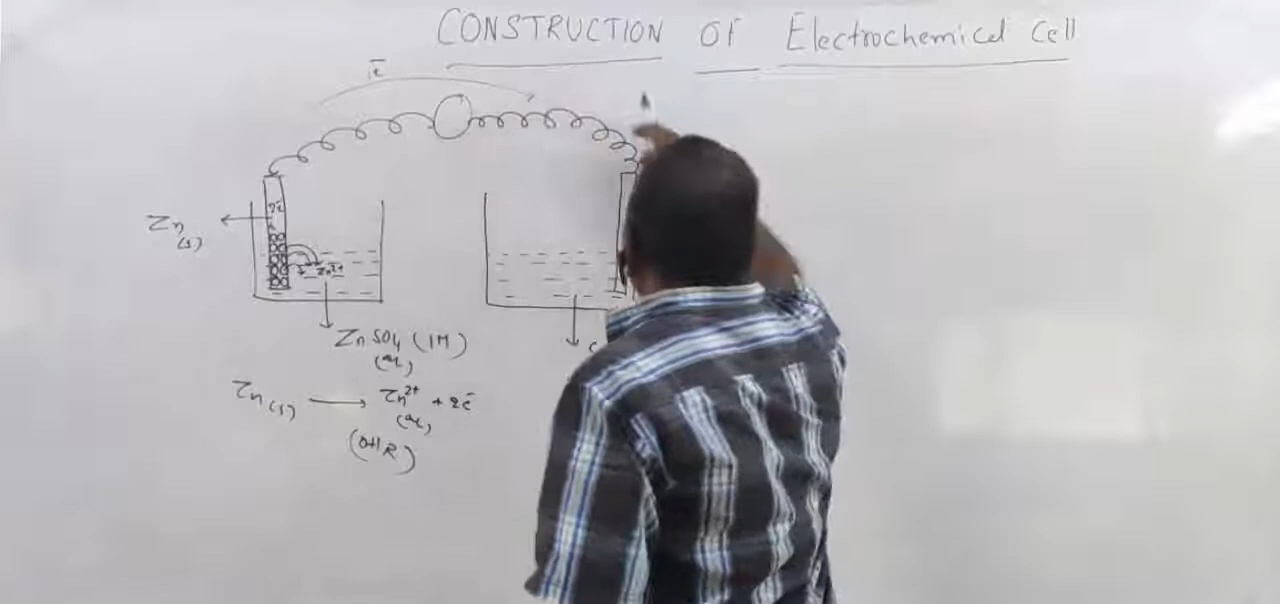 CONSTRUCTION OF Electrochemical Cell
e⁻
2e⁻
Zn(s)
Zn²⁺
ZnSO₄ (1M)
(aq)
C
Zn(s) ⟶ Zn²⁺ + 2e⁻
(aq)
(OHR)